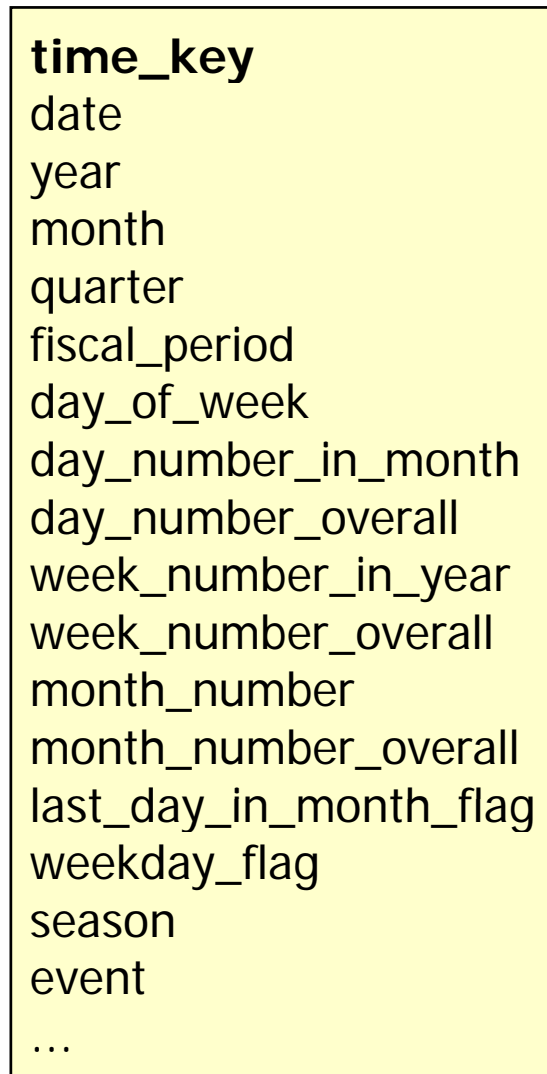 time_key
date
year
month
quarter
fiscal_period
day_of_week
day_number_in_month
day_number_overall
week_number_in_year
week_number_overall
month_number
month_number_overall
last_day_in_month_flag
weekday_flag
season
event
…